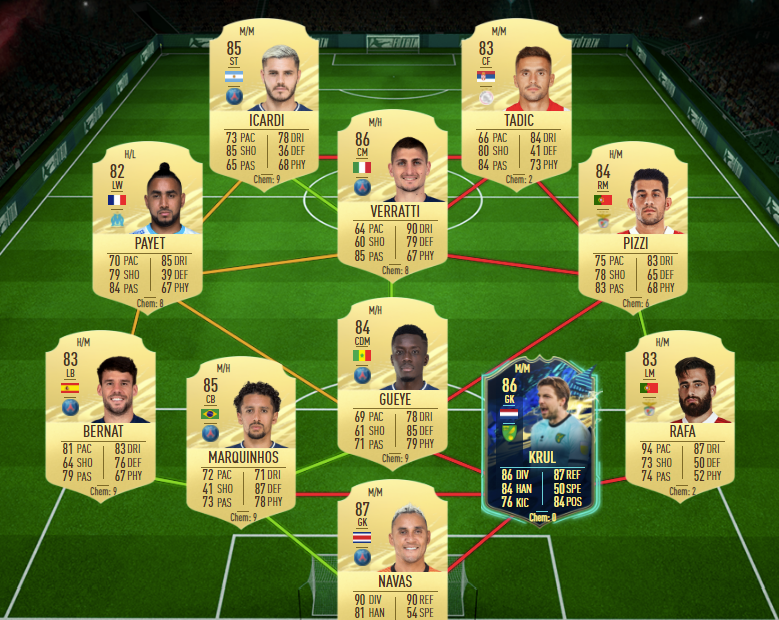 M/M
85
ST
ICARDI
73 PAC 78 DRI
85 SHO 36 DEF
65 PAS 68 PHY
Chem: 9
M/M
83
CF
TADIC
66 PAC 84 DRI
80 SHO 41 DEF
84 PAS 73 PHY
Chem: 2
M/H
86
CM
VERRATTI
64 PAC 90 DRI
60 SHO 79 DEF
85 PAS 67 PHY
Chem: 8
H/L
82
LW
PAYET
70 PAC 85 DRI
79 SHO 39 DEF
84 PAS 67 PHY
Chem: 8
H/M
84
RM
PIZZI
75 PAC 83 DRI
78 SHO 65 DEF
83 PAS 68 PHY
Chem: 6
M/H
84
CDM
GUEYE
69 PAC 78 DRI
61 SHO 85 DEF
71 PAS 79 PHY
Chem: 9
H/M
83
LB
BERNAT
81 PAC 83 DRI
64 SHO 76 DEF
79 PAS 67 PHY
Chem: 9
M/H
85
CB
MARQUINHOS
72 PAC 71 DRI
41 SHO 87 DEF
73 PAS 78 PHY
Chem: 9
M/M
86
GK
KRUL
86 DIV 87 REF
84 HAN 50 SPE
76 KIC 84 POS
Chem: 0
H/M
83
LM
RAFA
94 PAC 87 DRI
73 SHO 50 DEF
74 PAS 52 PHY
Chem: 2
M/M
87
GK
NAVAS
90 DIV 90 REF
81 HAN 54 SPE